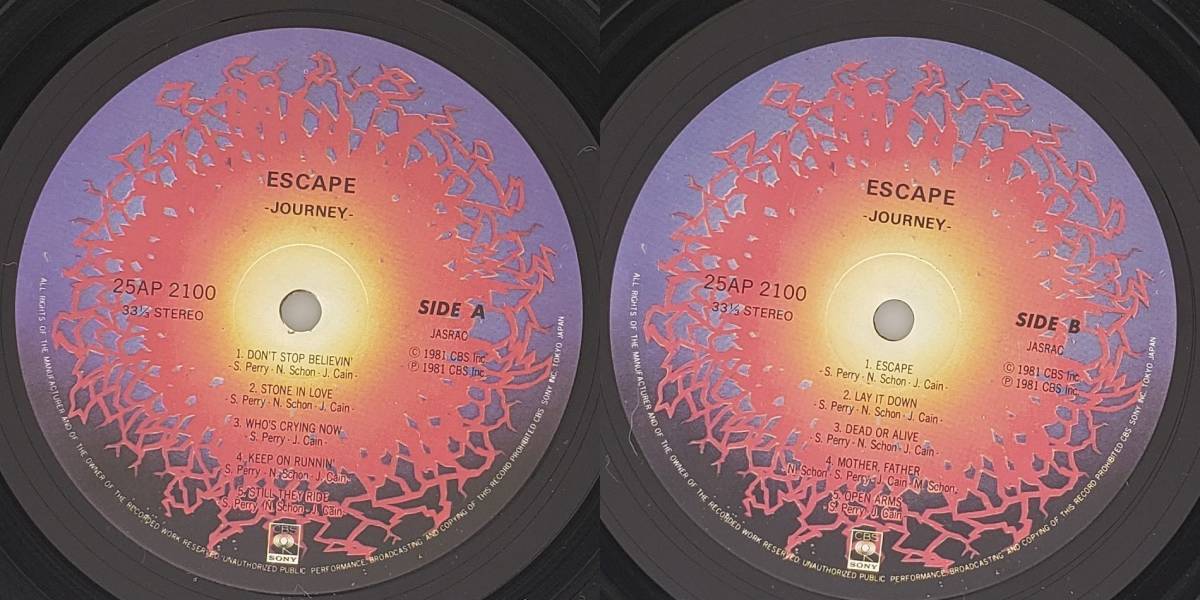 ESCAPE
-JOURNEY-
25AP 2100
33⅓ STEREO
SIDE A
JASRAC
Ⓒ 1981 CBS Inc.
Ⓟ 1981 CBS Inc.
1. DON'T STOP BELIEVIN'
- S. Perry - N. Schon - J. Cain -
2. STONE IN LOVE
- S. Perry - N. Schon - J. Cain -
3. WHO'S CRYING NOW
- S. Perry - J. Cain -
4. KEEP ON RUNNIN'
- S. Perry - N. Schon - J. Cain -
5. STILL THEY RIDE
- S. Perry - N. Schon - J. Cain -
CBS
SONY
ALL RIGHTS OF THE MANUFACTURER AND OF THE OWNER OF THE RECORDED WORK RESERVED. UNAUTHORIZED PUBLIC PERFORMANCE, BROADCASTING AND COPYING OF THIS RECORD PROHIBITED CBS SONY INC. TOKYO JAPAN
ESCAPE
-JOURNEY-
25AP 2100
33⅓ STEREO
SIDE B
JASRAC
Ⓒ 1981 CBS Inc.
Ⓟ 1981 CBS Inc.
1. ESCAPE
- S. Perry - N. Schon - J. Cain -
2. LAY IT DOWN
- S. Perry - N. Schon - J. Cain -
3. DEAD OR ALIVE
- S. Perry - N. Schon - J. Cain -
4. MOTHER, FATHER
- N. Schon - S. Perry - J. Cain - M. Schon -
5. OPEN ARMS
- S. Perry - J. Cain -
CBS
SONY
ALL RIGHTS OF THE MANUFACTURER AND OF THE OWNER OF THE RECORDED WORK RESERVED. UNAUTHORIZED PUBLIC PERFORMANCE, BROADCASTING AND COPYING OF THIS RECORD PROHIBITED CBS SONY INC. TOKYO JAPAN